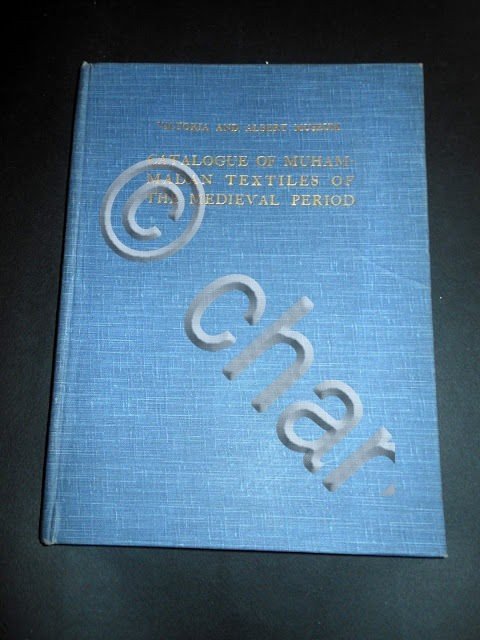 VICTORIA AND ALBERT MUSEUM
CATALOGUE OF MUHAM-
MADAN TEXTILES OF
THE MEDIEVAL PERIOD
© char